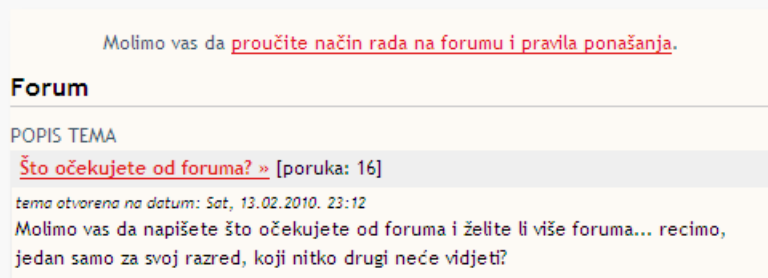 Molimo vas da proučite način rada na forumu i pravila ponašanja.
Forum
POPIS TEMA
Što očekujete od foruma? » [poruka: 16]
tema otvorena na datum: Sat, 13.02.2010. 23:12
Molimo vas da napišete što očekujete od foruma i želite li više foruma... recimo,
jedan samo za svoj razred, koji nitko drugi neće vidjeti?